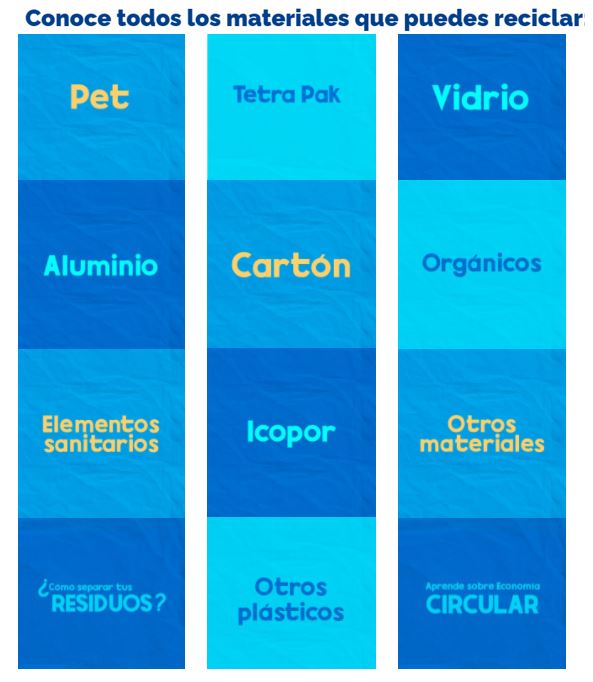 Conoce todos los materiales que puedes reciclar:
Pet
Tetra Pak
Vidrio
Aluminio
Cartón
Orgánicos
Elementos
sanitarios
Icopor
Otros
materiales
¿Como separar tus
RESIDUOS?
Otros
plásticos
Aprende sobre Economia
CIRCULAR